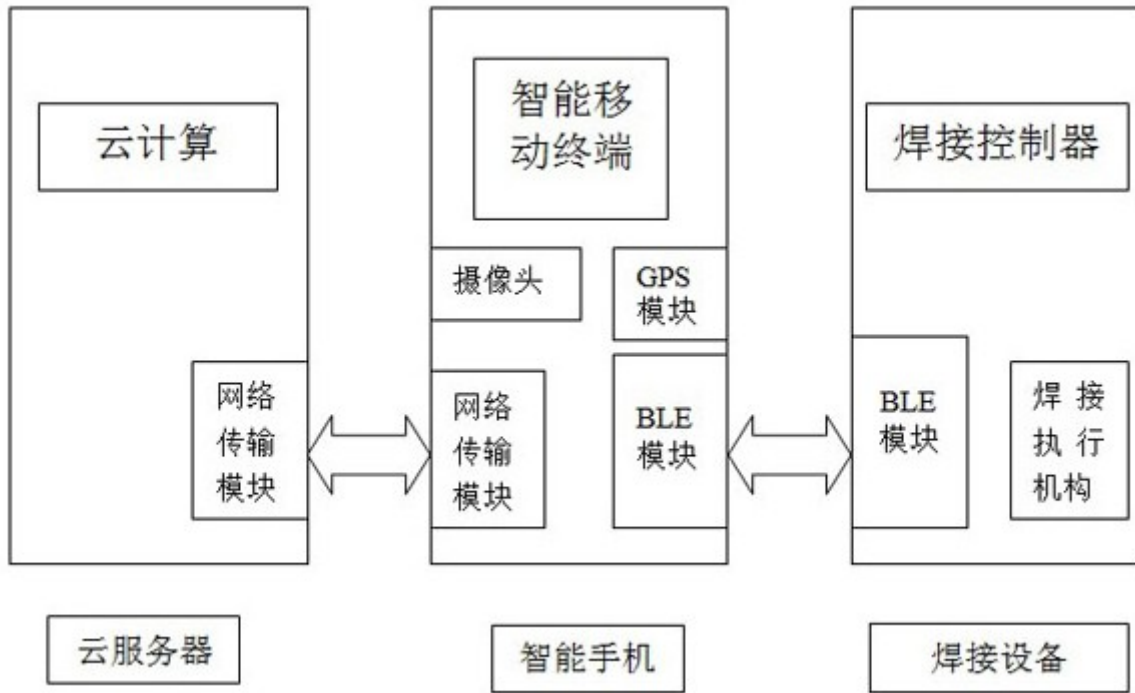 云计算
网络
传输
模块
智能移
动终端
摄像头
GPS
模块
网络
传输
模块
BLE
模块
焊接控制器
BLE
模块
焊 接
执 行
机构
云服务器
智能手机
焊接设备